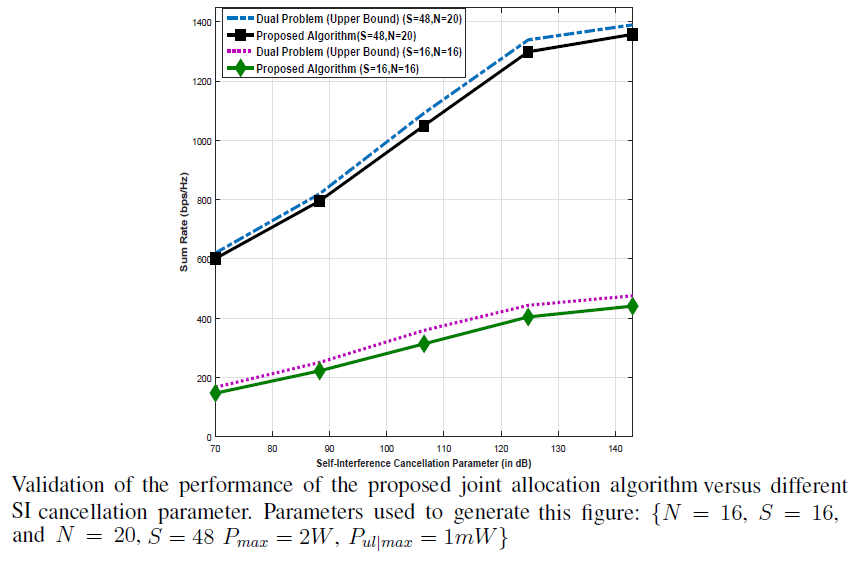 1400
1200
1000
800
600
400
200
0
Sum Rate (bps/Hz)
Dual Problem (Upper Bound) (S=48,N=20)
Proposed Algorithm(S=48,N=20)
Dual Problem (Upper Bound) (S=16,N=16)
Proposed Algorithm (S=16,N=16)
70 80 90 100 110 120 130 140
Self-Interference Cancellation Parameter (in dB)
Validation of the performance of the proposed joint allocation algorithm versus different
SI cancellation parameter. Parameters used to generate this figure: {N = 16, S = 16,
and N = 20, S = 48 P_max = 2W, P_ul|max = 1mW}